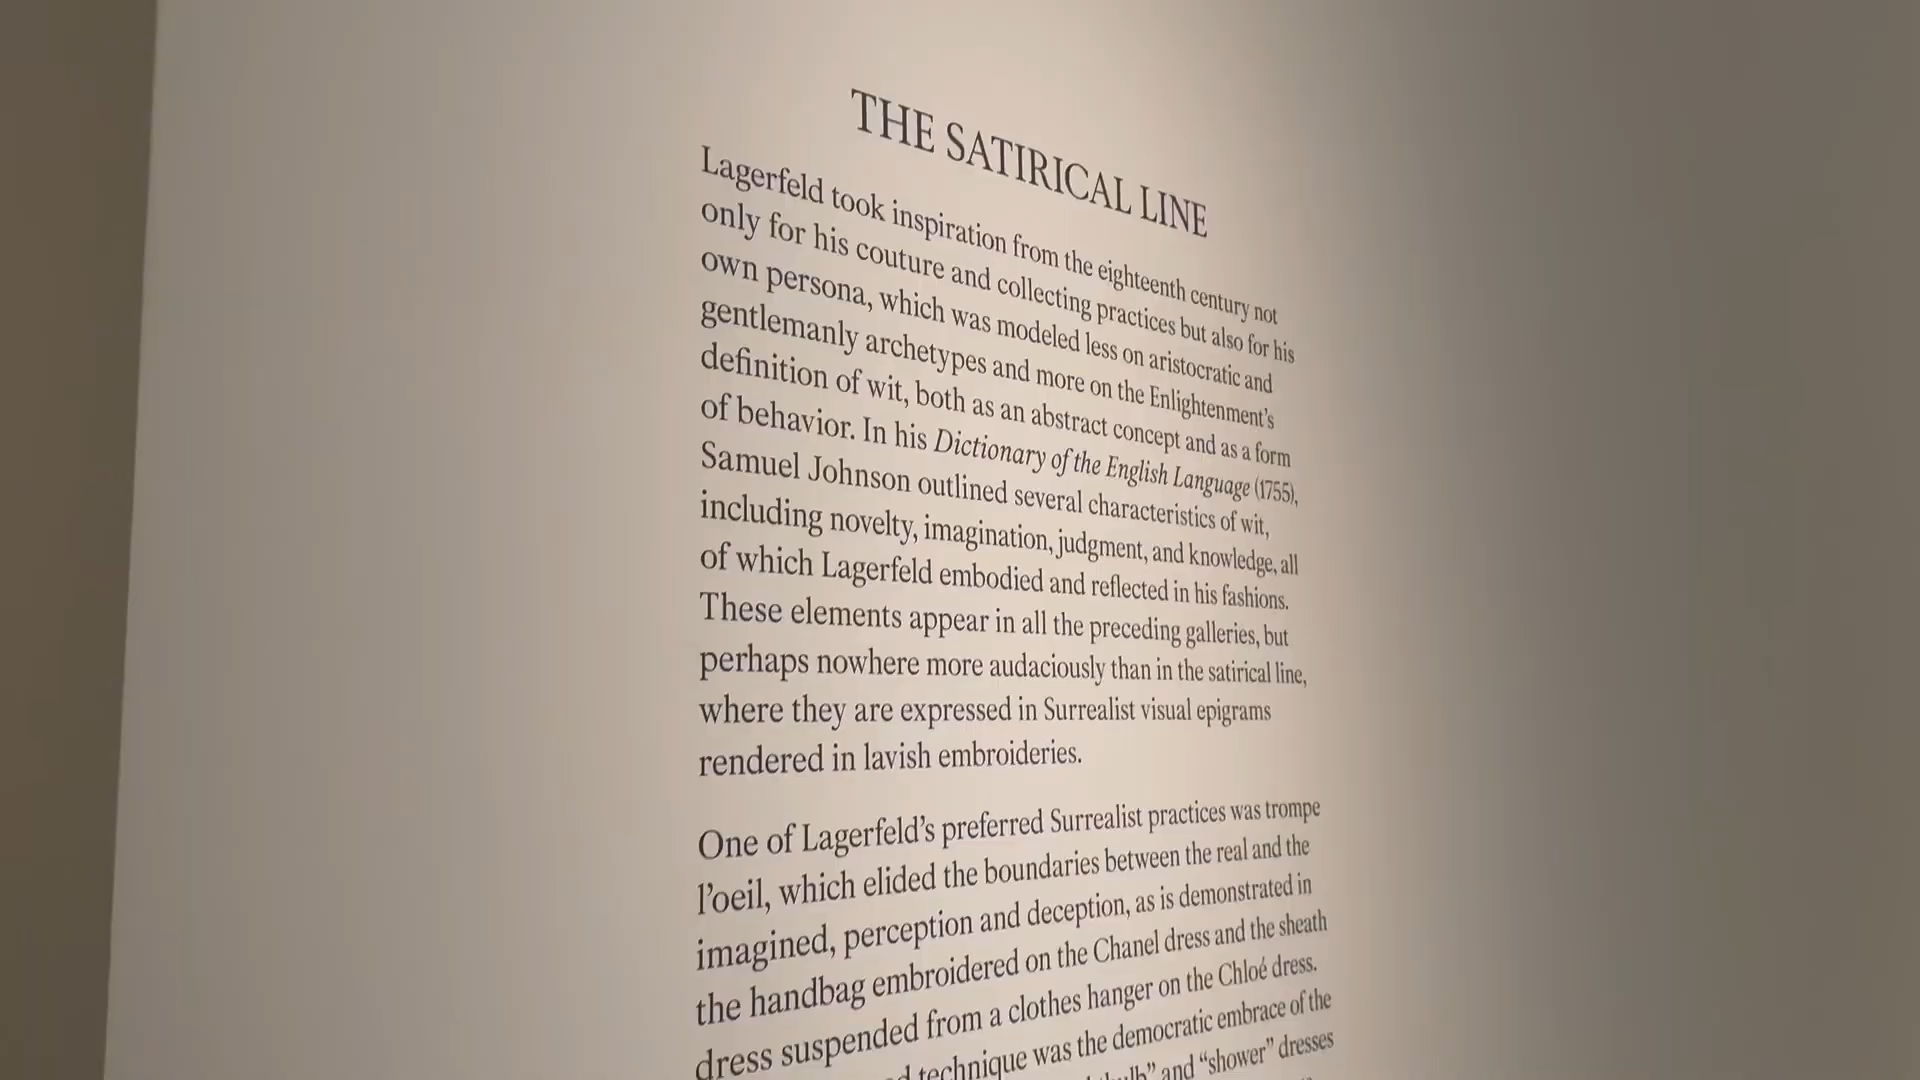 THE SATIRICAL LINE
Lagerfeld took inspiration from the eighteenth century not
only for his couture and collecting practices but also for his
own persona, which was modeled less on aristocratic and
gentlemanly archetypes and more on the Enlightenment's
definition of wit, both as an abstract concept and as a form
of behavior. In his Dictionary of the English Language (1755),
Samuel Johnson outlined several characteristics of wit,
including novelty, imagination, judgment, and knowledge, all
of which Lagerfeld embodied and reflected in his fashions.
These elements appear in all the preceding galleries, but
perhaps nowhere more audaciously than in the satirical line,
where they are expressed in Surrealist visual epigrams
rendered in lavish embroideries.
One of Lagerfeld's preferred Surrealist practices was trompe
l'oeil, which elided the boundaries between the real and the
imagined, perception and deception, as is demonstrated in
the handbag embroidered on the Chanel dress and the sheath
dress suspended from a clothes hanger on the Chloé dress.
technique was the democratic embrace of the
and "shower" dresses